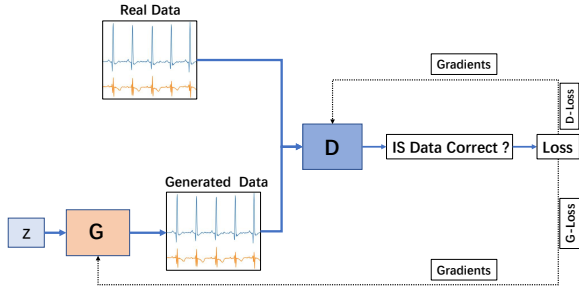 Real Data
Gradients
D-Loss
D
IS Data Correct ?
Loss
Generated Data
z
G
G-Loss
Gradients